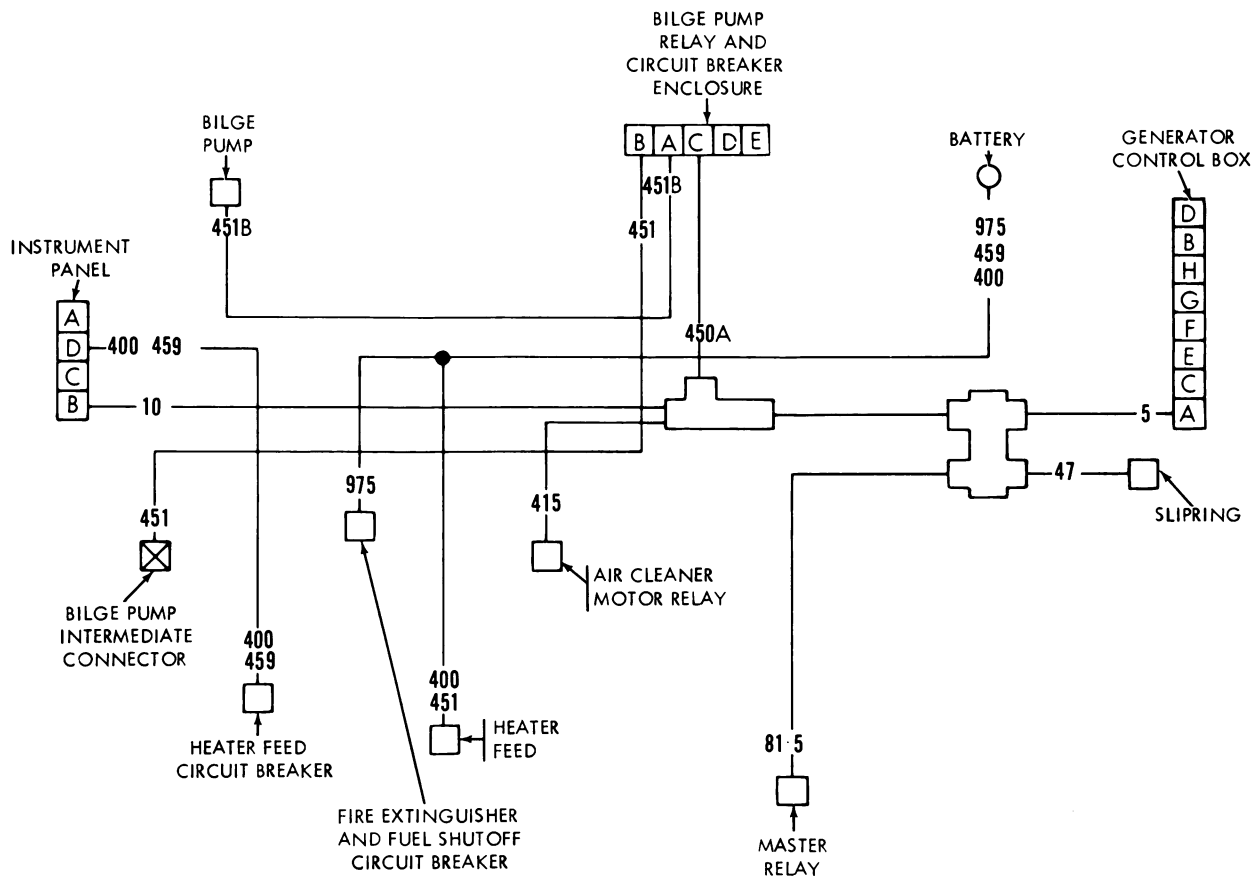 BILGE PUMP
RELAY AND
CIRCUIT BREAKER
ENCLOSURE
B A C D E
BILGE
PUMP
451B
BATTERY
975
459
400
GENERATOR
CONTROL BOX
D
B
H
G
F
E
C
A
451B
451
450A
INSTRUMENT
PANEL
A
D
C
B
400 459
10
5
47
SLIPRING
451
BILGE PUMP
INTERMEDIATE
CONNECTOR
975
415
AIR CLEANER
MOTOR RELAY
400
459
HEATER FEED
CIRCUIT BREAKER
400
451
HEATER
FEED
FIRE EXTINGUISHER
AND FUEL SHUTOFF
CIRCUIT BREAKER
81 5
MASTER
RELAY